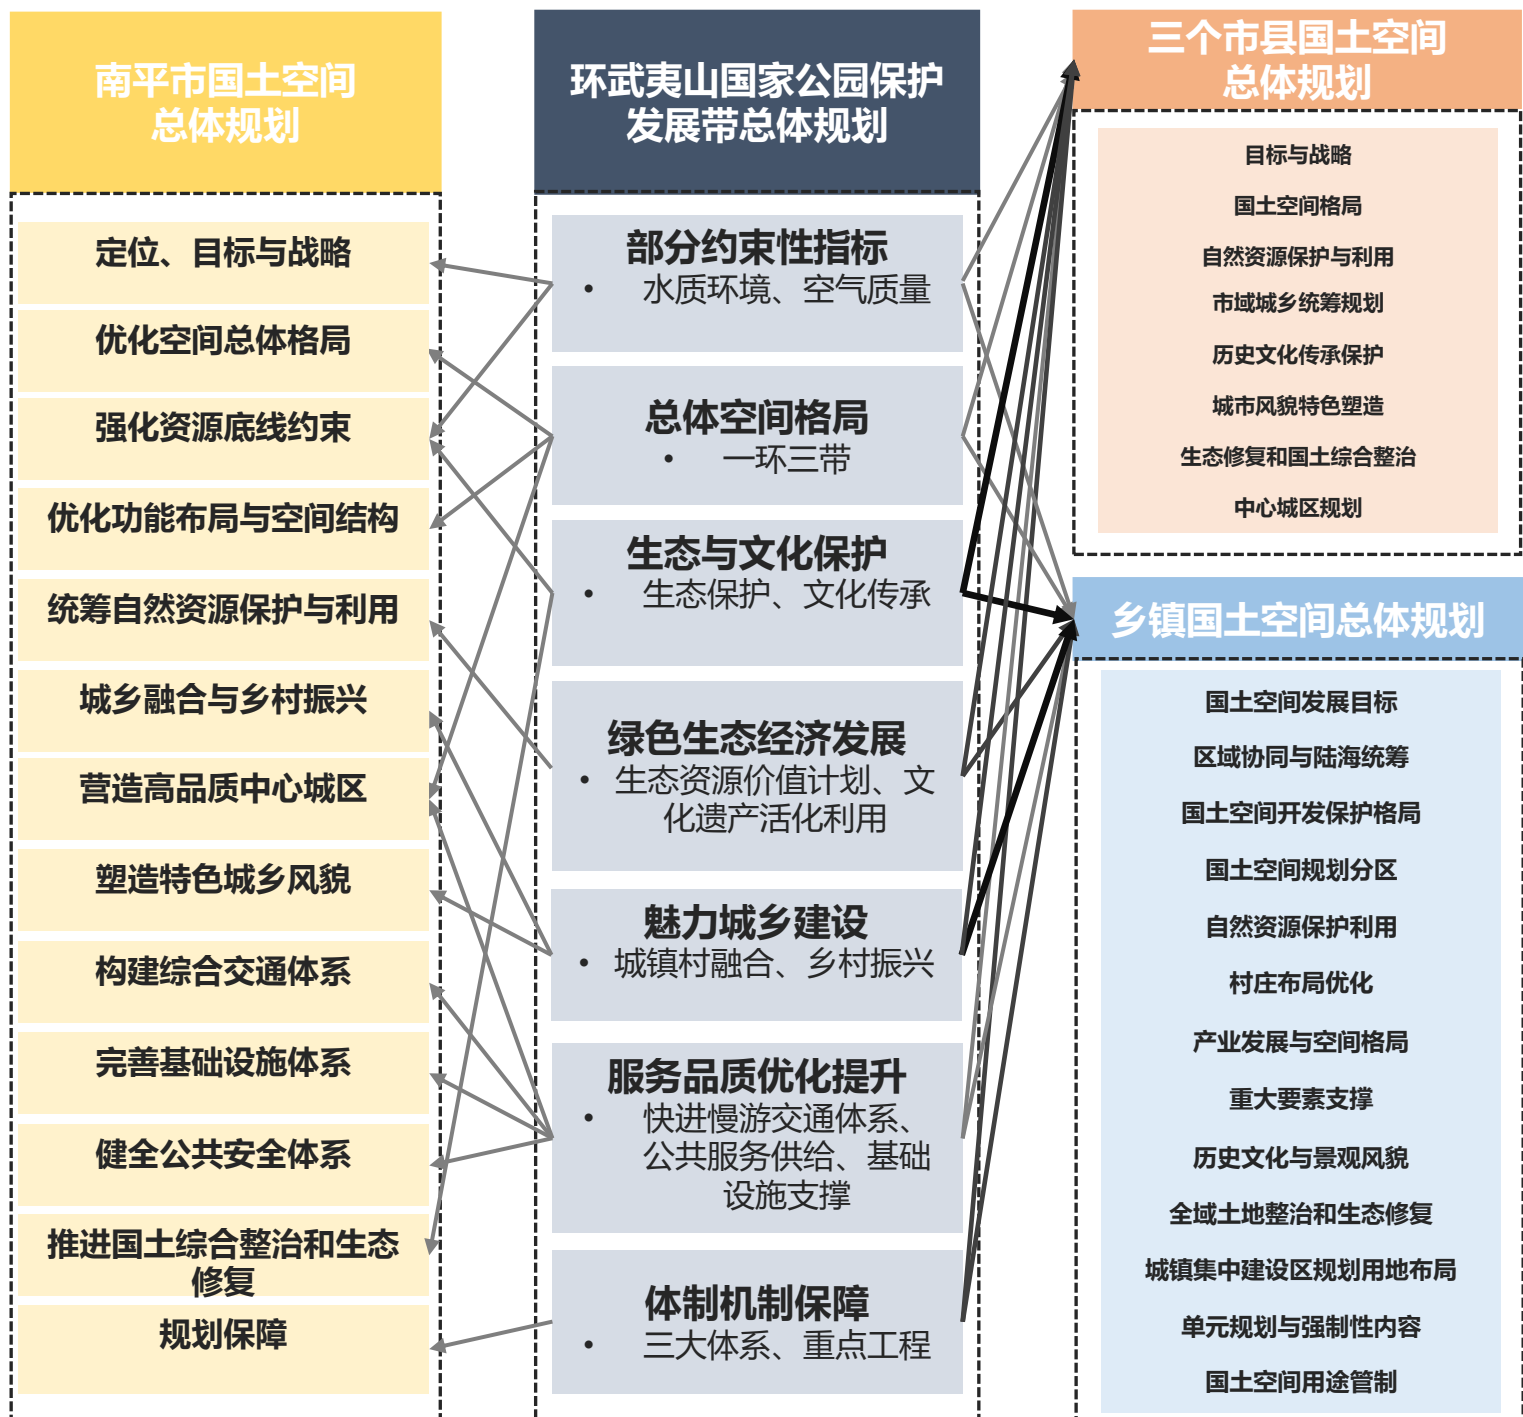 南平市国土空间
总体规划
定位、目标与战略
优化空间总体格局
强化资源底线约束
优化功能布局与空间结构
统筹自然资源保护与利用
城乡融合与乡村振兴
营造高品质中心城区
塑造特色城乡风貌
构建综合交通体系
完善基础设施体系
健全公共安全体系
推进国土综合整治和生态
修复
规划保障
环武夷山国家公园保护
发展带总体规划
部分约束性指标
• 水质环境、空气质量
总体空间格局
• 一环三带
生态与文化保护
• 生态保护、文化传承
绿色生态经济发展
• 生态资源价值计划、文
化遗产活化利用
魅力城乡建设
• 城镇村融合、乡村振兴
服务品质优化提升
• 快进慢游交通体系、
公共服务供给、基础
设施支撑
体制机制保障
• 三大体系、重点工程
三个市县国土空间
总体规划
目标与战略
国土空间格局
自然资源保护与利用
市域城乡统筹规划
历史文化传承保护
城市风貌特色塑造
生态修复和国土综合整治
中心城区规划
乡镇国土空间总体规划
国土空间发展目标
区域协同与陆海统筹
国土空间开发保护格局
国土空间规划分区
自然资源保护利用
村庄布局优化
产业发展与空间格局
重大要素支撑
历史文化与景观风貌
全域土地整治和生态修复
城镇集中建设区规划用地布局
单元规划与强制性内容
国土空间用途管制